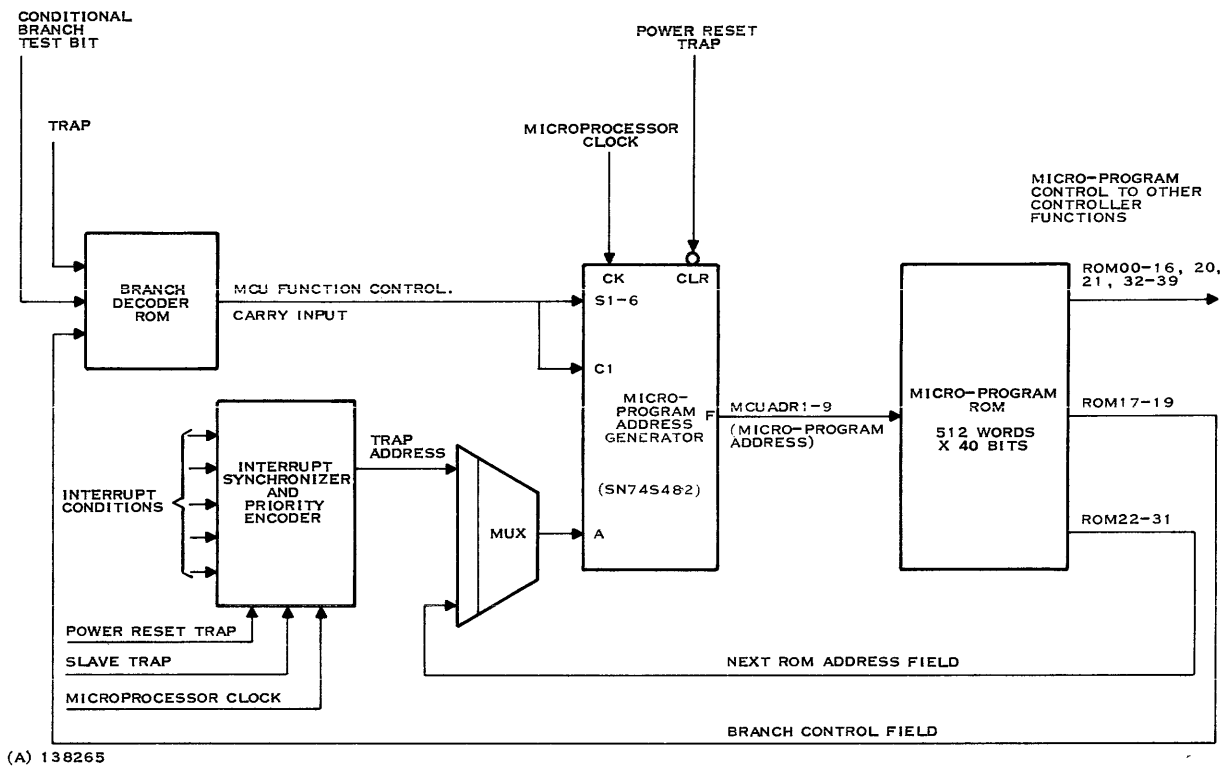 CONDITIONAL
BRANCH
TEST BIT
POWER RESET
TRAP
TRAP
MICROPROCESSOR
CLOCK
MICRO-PROGRAM
CONTROL TO OTHER
CONTROLLER
FUNCTIONS
BRANCH
DECODER
ROM
MCU FUNCTION CONTROL.
CARRY INPUT
CK
CLR
S1-6
C1
MICRO-
PROGRAM
ADDRESS
GENERATOR
F
(SN74S482)
A
MCUADR1-9
(MICRO-PROGRAM
ADDRESS)
MICRO-PROGRAM
ROM
512 WORDS
X 40 BITS
ROM00-16, 20,
21, 32-39
ROM17-19
ROM22-31
INTERRUPT
CONDITIONS
INTERRUPT
SYNCHRONIZER
AND
PRIORITY
ENCODER
TRAP
ADDRESS
MUX
POWER RESET TRAP
SLAVE TRAP
MICROPROCESSOR CLOCK
NEXT ROM ADDRESS FIELD
BRANCH CONTROL FIELD
(A) 138265